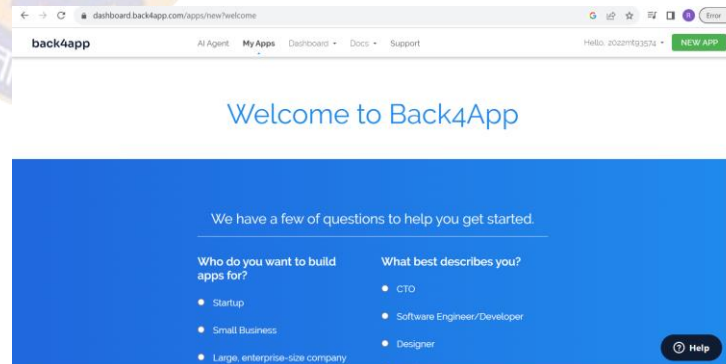 dashboard.back4app.com/apps/new?welcome
Error
back4app
AI Agent My Apps Dashboard Docs Support
Hello, 2022mt93574
NEW APP
Welcome to Back4App
We have a few of questions to help you get started.
Who do you want to build
apps for?
Startup
Small Business
Large, enterprise-size company
What best describes you?
CTO
Software Engineer/Developer
Designer
Help